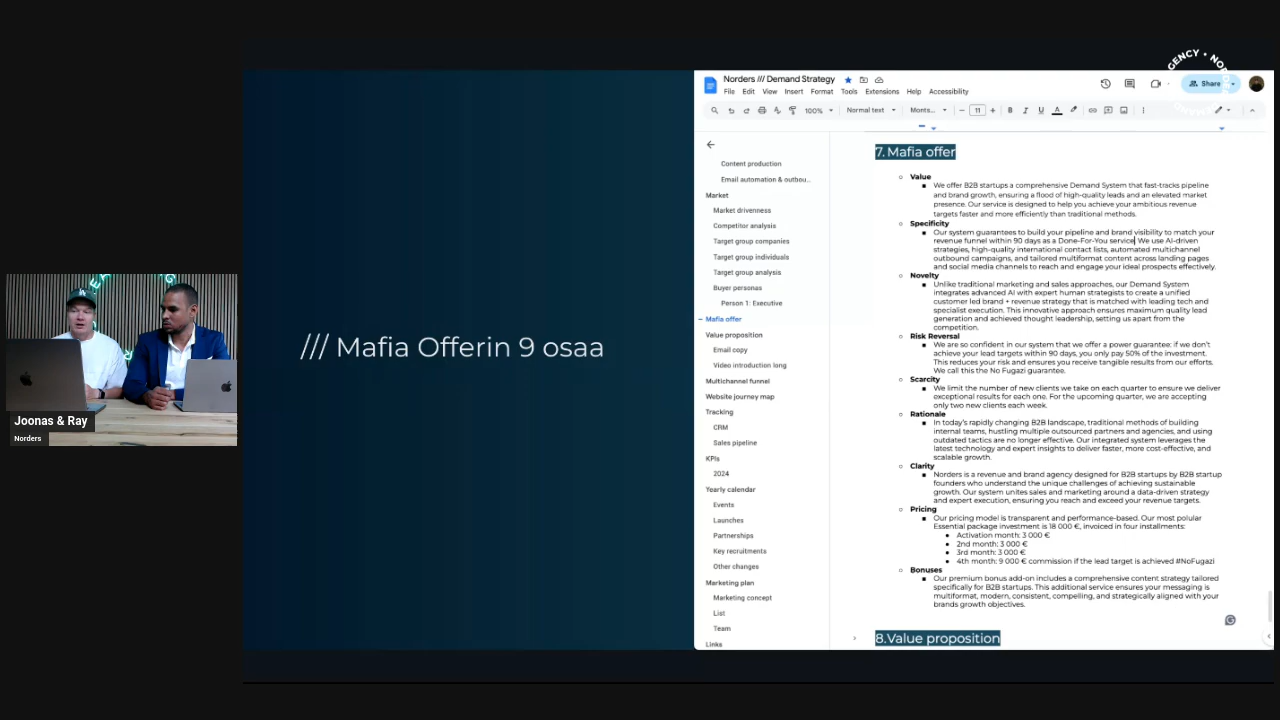 GENCY • NOR
Norders /// Demand Strategy
File Edit View Insert Format Tools Extensions Help Accessibility
Share
100% Normal text Monts... 11
Content production
Email automation & outbou...
Market
Market drivenness
Competitor analysis
Target group companies
Target group individuals
Target group analysis
Buyer personas
Person 1: Executive
Mafia offer
Value proposition
Email copy
Video introduction long
Multichannel funnel
Website journey map
Tracking
CRM
Sales pipeline
KPIs
2024
Yearly calendar
Events
Launches
Partnerships
Key recruitments
Other changes
Marketing plan
Marketing concept
List
Team
Links
7. Mafia offer
Value
We offer B2B startups a comprehensive Demand System that fast-tracks pipeline
and brand growth, ensuring a flood of high-quality leads and an elevated market
presence. Our service is designed to help you achieve your ambitious revenue
targets faster and more efficiently than traditional methods.
Specificity
Our system guarantees to build your pipeline and brand visibility to match your
revenue funnel within 90 days as a Done-For-You service. We use AI-driven
strategies, high-quality international contact lists, automated multichannel
outbound campaigns, and tailored multiformat content across landing pages
and social media channels to reach and engage your ideal prospects effectively.
Novelty
Unlike traditional marketing and sales approaches, our Demand System
integrates advanced AI with expert human strategists to create a unified
customer led brand + revenue strategy that is matched with leading tech and
specialist execution. This innovative approach ensures maximum quality lead
generation and achieved thought leadership, setting us apart from the
competition.
Risk Reversal
We are so confident in our system that we offer a power guarantee: if we don't
achieve your lead targets within 90 days, you only pay 50% of the investment.
This reduces your risk and ensures you receive tangible results from our efforts.
We call this the No Fugazi guarantee.
Scarcity
We limit the number of new clients we take on each quarter to ensure we deliver
exceptional results for each one. For the upcoming quarter, we are accepting
only two new clients each week.
Rationale
In today's rapidly changing B2B landscape, traditional methods of building
internal teams, hustling multiple outsourced partners and agencies, and using
outdated tactics are no longer effective. Our integrated system leverages the
latest technology and expert insights to deliver faster, more cost-effective, and
scalable growth.
Clarity
Norders is a revenue and brand agency designed for B2B startups by B2B startup
founders who understand the unique challenges of achieving sustainable
growth. Our system unites sales and marketing around a data-driven strategy
and expert execution, ensuring you reach and exceed your revenue targets.
Pricing
Our pricing model is transparent and performance-based. Our most polular
Essential package investment is 18 000 €, invoiced in four installments:
Activation month: 3 000 €
2nd month: 3 000 €
3rd month: 3 000 €
4th month: 9 000 € commission if the lead target is achieved #NoFugazi
Bonuses
Our premium bonus add-on includes a comprehensive content strategy tailored
specifically for B2B startups. This additional service ensures your messaging is
multiformat, modern, consistent, compelling, and strategically aligned with your
brands growth objectives.
8.Value proposition
/// Mafia Offerin 9 osaa
Joonas & Ray
Norders